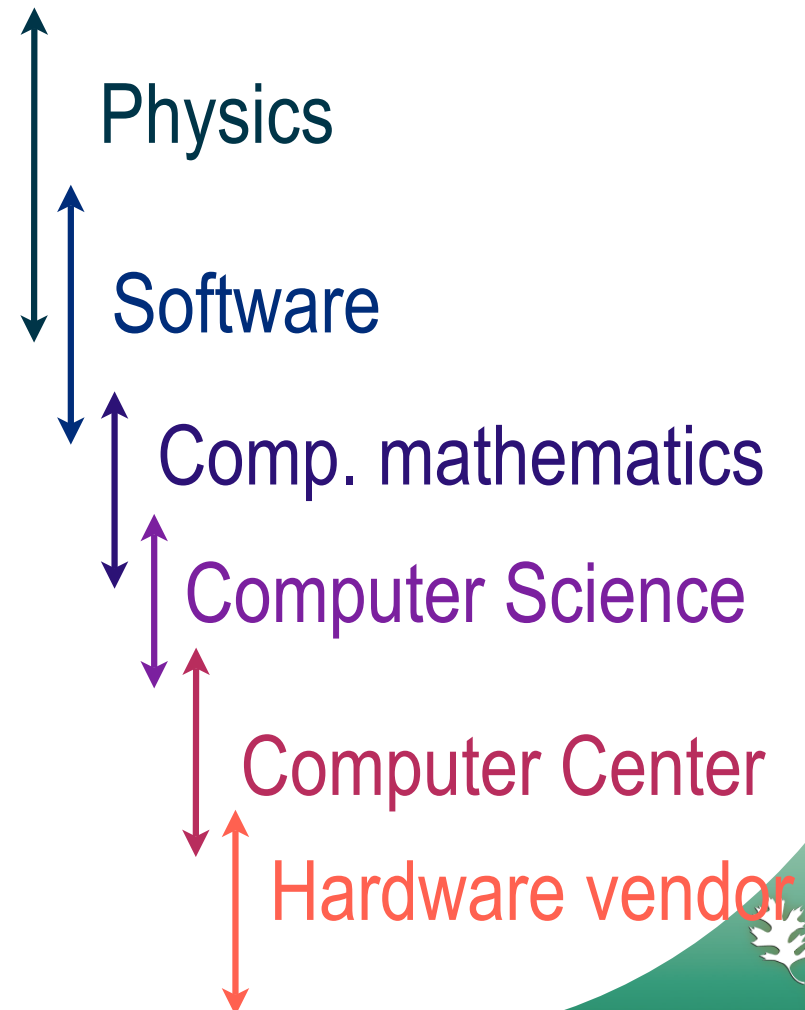 Physics
Software
Comp. mathematics
Computer Science
Computer Center
Hardware vendor